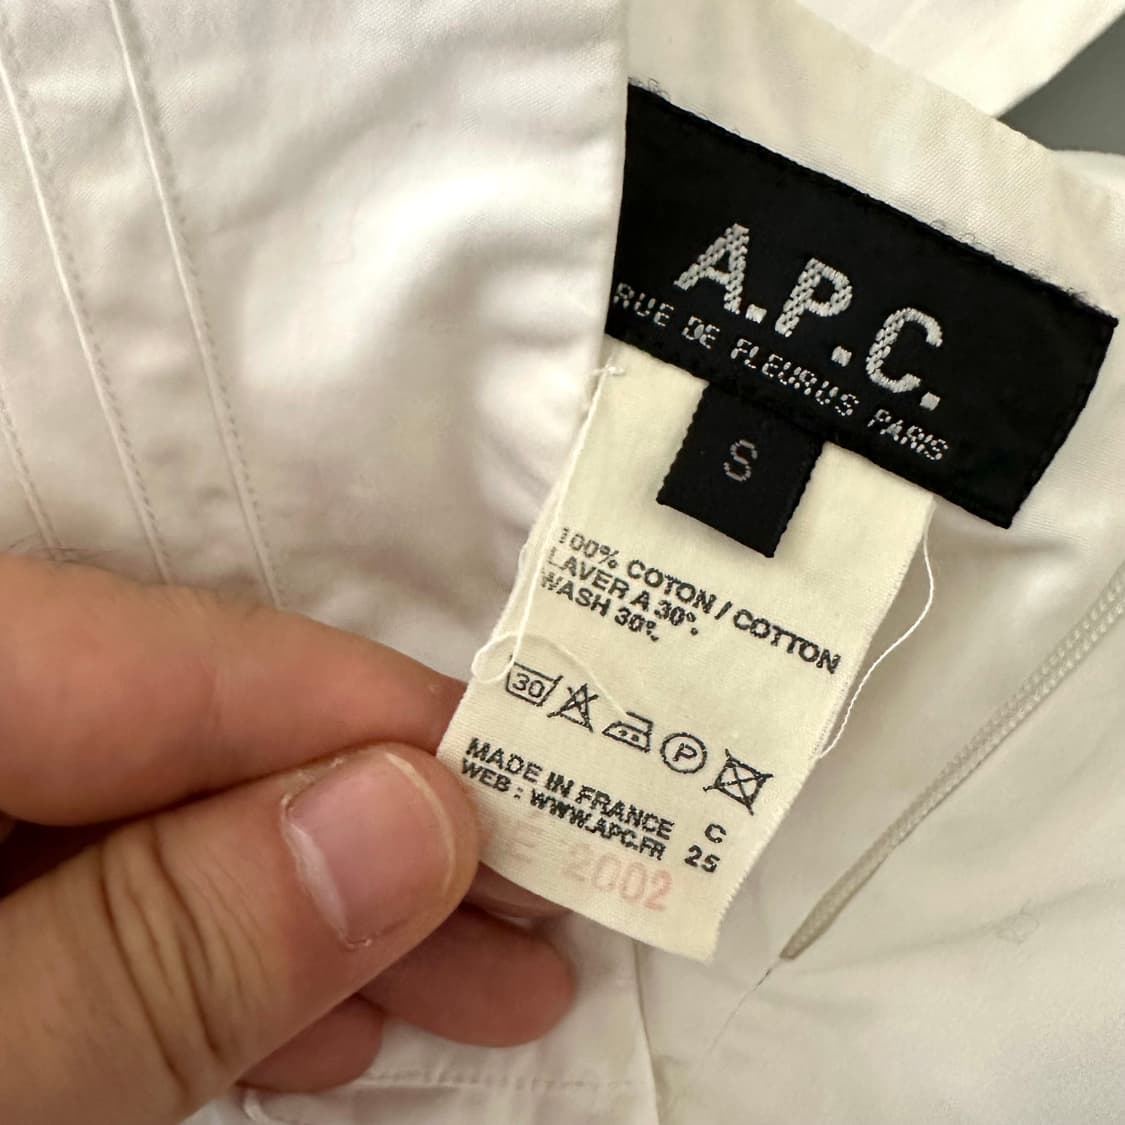 A.P.C.
RUE DE FLEURUS PARIS
S
100% COTON / COTTON
LAVER A 30°.
WASH 30°.
30
P
MADE IN FRANCE C
WEB : WWW.APC.FR 25
E 2002